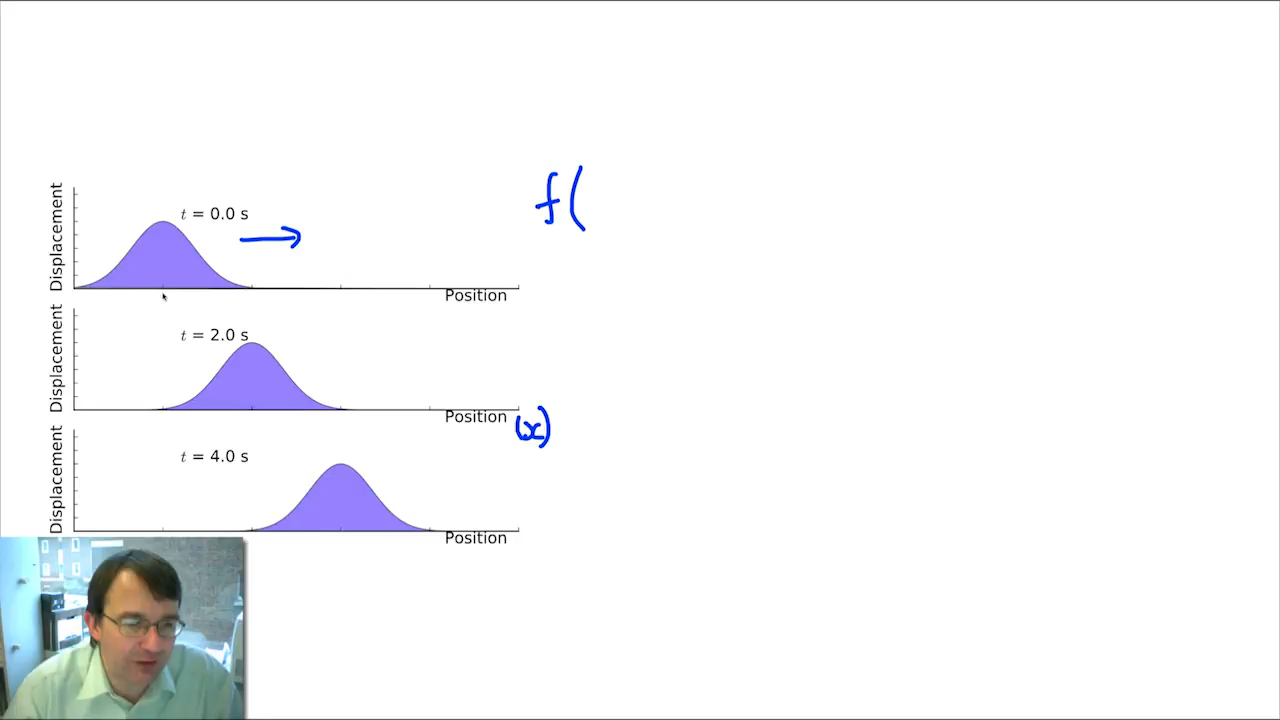 f(
Displacement
t = 0.0 s
Position
Displacement
t = 2.0 s
Position
(x)
Displacement
t = 4.0 s
Position